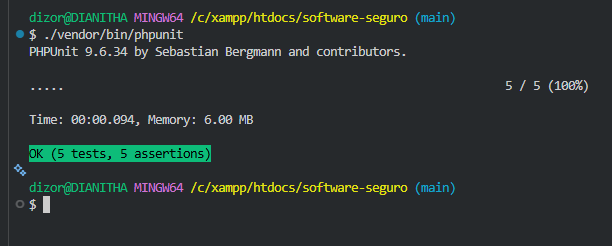 dizor@DIANITHA MINGW64 /c/xampp/htdocs/software-seguro (main)
$ ./vendor/bin/phpunit
PHPUnit 9.6.34 by Sebastian Bergmann and contributors.
..... 5 / 5 (100%)
Time: 00:00.094, Memory: 6.00 MB
OK (5 tests, 5 assertions)
dizor@DIANITHA MINGW64 /c/xampp/htdocs/software-seguro (main)
$